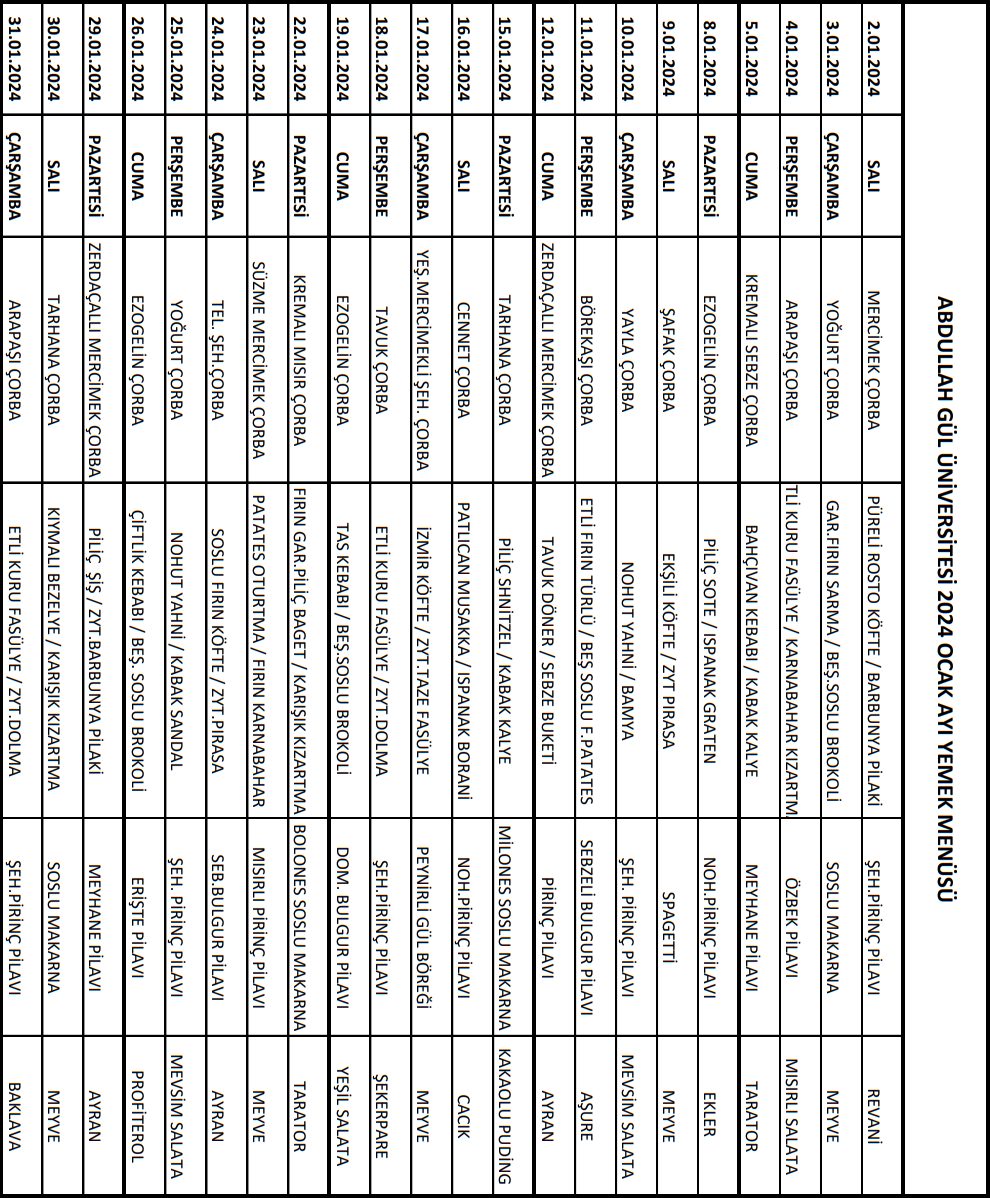 ABDULLAH GÜL ÜNİVERSİTESİ 2024 OCAK AYI YEMEK MENÜSÜ
2.01.2024 SALI MERCİMEK ÇORBA PÜRELİ ROSTO KÖFTE / BARBUNYA PİLAKİ ŞEH.PİRİNÇ PİLAVI REVANİ
3.01.2024 ÇARŞAMBA YOĞURT ÇORBA GAR.FIRIN SARMA / BEŞ.SOSLU BROKOLİ SOSLU MAKARNA MEYVE
4.01.2024 PERŞEMBE ARAPAŞI ÇORBA TLİ KURU FASÜLYE / KARNABAHAR KIZARTM. ÖZBEK PİLAVI MISIRLI SALATA
5.01.2024 CUMA KREMALI SEBZE ÇORBA BAHÇIVAN KEBABI / KABAK KALYE MEYHANE PİLAVI TARATOR
8.01.2024 PAZARTESİ EZOGELİN ÇORBA PİLİÇ SOTE / ISPANAK GRATEN NOH.PİRİNÇ PİLAVI EKLER
9.01.2024 SALI ŞAFAK ÇORBA EKŞİLİ KÖFTE / ZYT PIRASA SPAGETTİ MEYVE
10.01.2024 ÇARŞAMBA YAYLA ÇORBA NOHUT YAHNİ / BAMYA ŞEH. PİRİNÇ PİLAVI MEVSİM SALATA
11.01.2024 PERŞEMBE BÖREKAŞI ÇORBA ETLİ FIRIN TÜRLÜ / BEŞ SOSLU F.PATATES SEBZELİ BULGUR PİLAVI AŞURE
12.01.2024 CUMA ZERDAÇALLI MERCİMEK ÇORBA TAVUK DÖNER / SEBZE BUKETİ PİRİNÇ PİLAVI AYRAN
15.01.2024 PAZARTESİ TARHANA ÇORBA PİLİÇ SHNİTZEL / KABAK KALYE MİLONES SOSLU MAKARNA KAKAOLU PUDİNG
16.01.2024 SALI CENNET ÇORBA PATLICAN MUSAKKA / ISPANAK BORANİ NOH.PİRİNÇ PİLAVI CACIK
17.01.2024 ÇARŞAMBA YEŞ.MERCİMEKLİ ŞEH. ÇORBA İZMİR KÖFTE / ZYT.TAZE FASÜLYE PEYNİRLİ GÜL BÖREĞİ MEYVE
18.01.2024 PERŞEMBE TAVUK ÇORBA ETLİ KURU FASÜLYE / ZYT.DOLMA ŞEH.PİRİNÇ PİLAVI ŞEKERPARE
19.01.2024 CUMA EZOGELİN ÇORBA TAS KEBABI / BEŞ.SOSLU BROKOLİ DOM. BULGUR PİLAVI YEŞİL SALATA
22.01.2024 PAZARTESİ KREMALI MISIR ÇORBA FIRIN GAR.PİLİÇ BAGET / KARIŞIK KIZARTMA BOLONES SOSLU MAKARNA TARATOR
23.01.2024 SALI SÜZME MERCİMEK ÇORBA PATATES OTURTMA / FIRIN KARNABAHAR MISIRLI PİRİNÇ PİLAVI MEYVE
24.01.2024 ÇARŞAMBA TEL. ŞEH.ÇORBA SOSLU FIRIN KÖFTE / ZYT.PIRASA SEB.BULGUR PİLAVI AYRAN
25.01.2024 PERŞEMBE YOĞURT ÇORBA NOHUT YAHNİ / KABAK SANDAL ŞEH. PİRİNÇ PİLAVI MEVSİM SALATA
26.01.2024 CUMA EZOGELİN ÇORBA ÇİFTLİK KEBABI / BEŞ. SOSLU BROKOLİ ERİŞTE PİLAVI PROFİTEROL
29.01.2024 PAZARTESİ ZERDAÇALLI MERCİMEK ÇORBA PİLİÇ ŞİŞ / ZYT.BARBUNYA PİLAKİ MEYHANE PİLAVI AYRAN
30.01.2024 SALI TARHANA ÇORBA KIYMALI BEZELYE / KARIŞIK KIZARTMA SOSLU MAKARNA MEYVE
31.01.2024 ÇARŞAMBA ARAPAŞI ÇORBA ETLİ KURU FASÜLYE / ZYT.DOLMA ŞEH.PİRİNÇ PİLAVI BAKLAVA